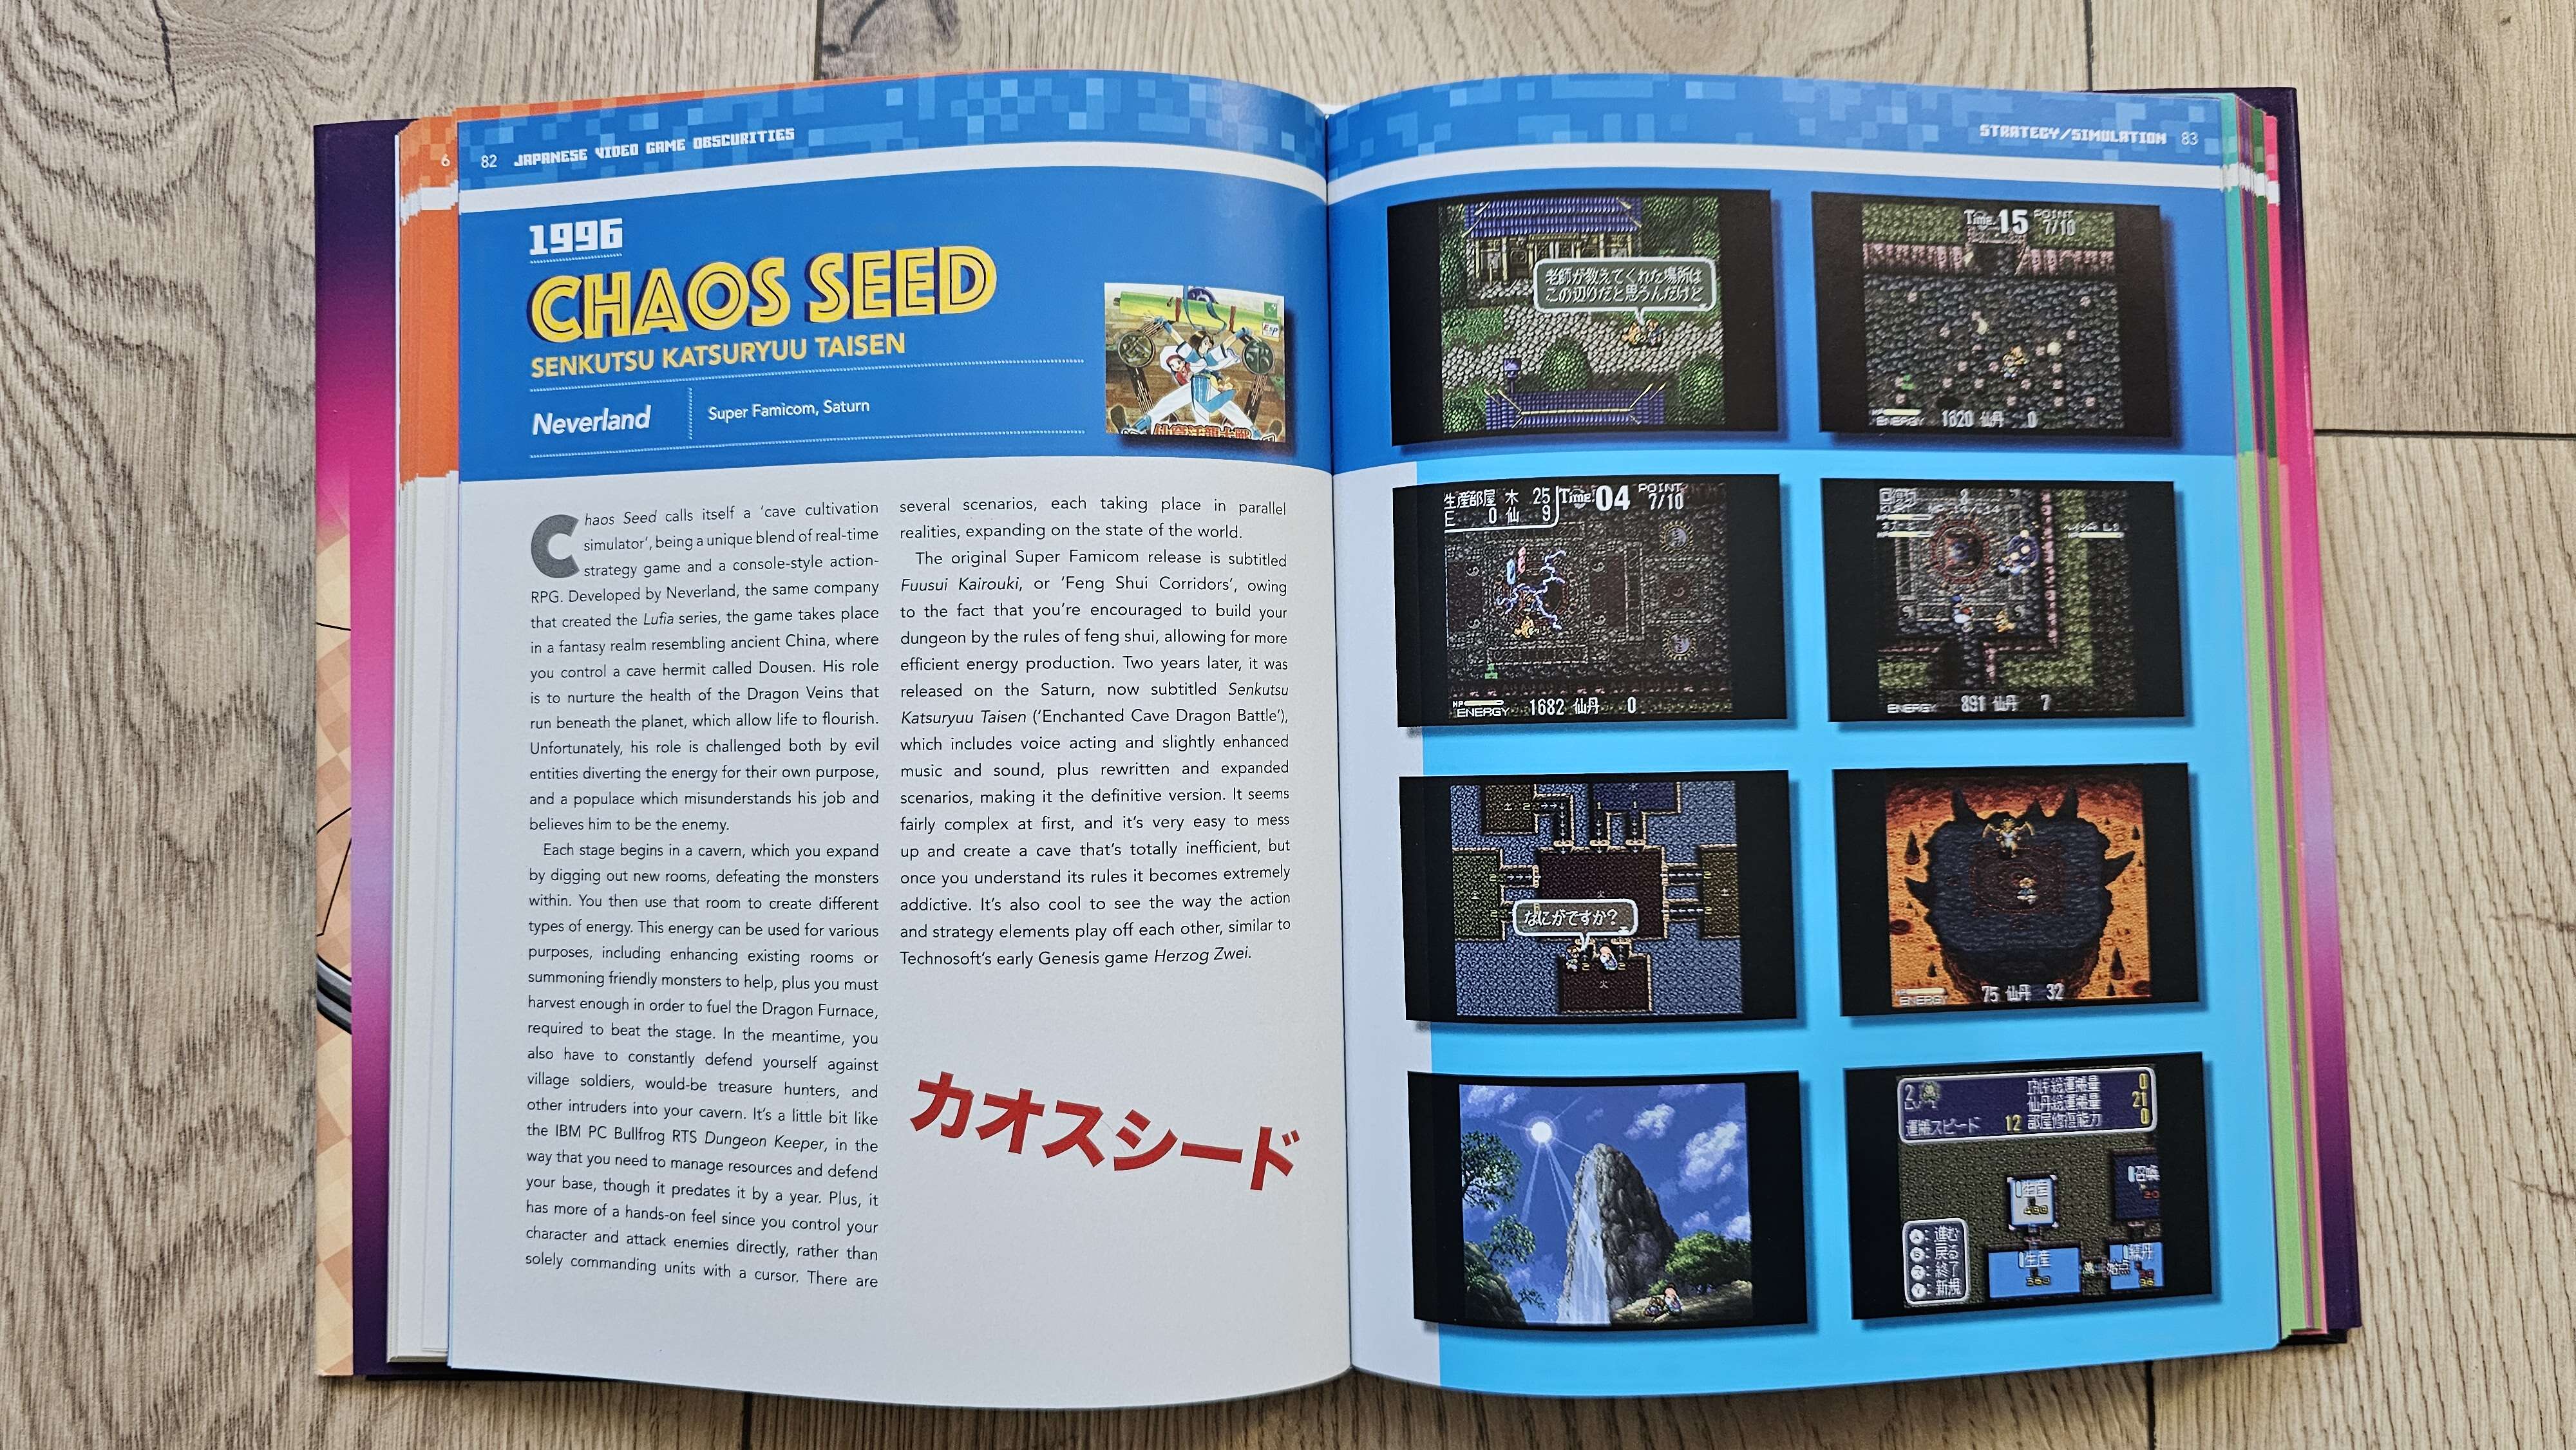 6
82 JAPANESE VIDEO GAME OBSCURITIES
1996
CHAOS SEED
SENKUTSU KATSURYUU TAISEN
Neverland
Super Famicom, Saturn
Chaos Seed calls itself a ‘cave cultivation
simulator’, being a unique blend of real-time
strategy game and a console-style action-
RPG. Developed by Neverland, the same company
that created the Lufia series, the game takes place
in a fantasy realm resembling ancient China, where
you control a cave hermit called Dousen. His role
is to nurture the health of the Dragon Veins that
run beneath the planet, which allow life to flourish.
Unfortunately, his role is challenged both by evil
entities diverting the energy for their own purpose,
and a populace which misunderstands his job and
believes him to be the enemy.
Each stage begins in a cavern, which you expand
by digging out new rooms, defeating the monsters
within. You then use that room to create different
types of energy. This energy can be used for various
purposes, including enhancing existing rooms or
summoning friendly monsters to help, plus you must
harvest enough in order to fuel the Dragon Furnace,
required to beat the stage. In the meantime, you
also have to constantly defend yourself against
village soldiers, would-be treasure hunters, and
other intruders into your cavern. It’s a little bit like
the IBM PC Bullfrog RTS Dungeon Keeper, in the
way that you need to manage resources and defend
your base, though it predates it by a year. Plus, it
has more of a hands-on feel since you control your
character and attack enemies directly, rather than
solely commanding units with a cursor. There are
several scenarios, each taking place in parallel
realities, expanding on the state of the world.
The original Super Famicom release is subtitled
Fuusui Kairouki, or ‘Feng Shui Corridors’, owing
to the fact that you’re encouraged to build your
dungeon by the rules of feng shui, allowing for more
efficient energy production. Two years later, it was
released on the Saturn, now subtitled Senkutsu
Katsuryuu Taisen (‘Enchanted Cave Dragon Battle’),
which includes voice acting and slightly enhanced
music and sound, plus rewritten and expanded
scenarios, making it the definitive version. It seems
fairly complex at first, and it’s very easy to mess
up and create a cave that’s totally inefficient, but
once you understand its rules it becomes extremely
addictive. It’s also cool to see the way the action
and strategy elements play off each other, similar to
Technosoft’s early Genesis game Herzog Zwei.
カオスシード
STRATEGY/SIMULATION 83
老師が教えてくれた場所は
この辺りだと思うんだけど
Time 15 POINT
7/10
HP
ENERGY 1620 仙丹 0
生産部屋 木 25 Time 04 POINT
E 0 仙 9 7/10
HP
ENERGY 1682 仙丹 0
ENERGY 891 仙丹 7
なにがですか？
HP
ENERGY 75 仙丹 32
運搬スピード 12
仙丹総運搬量 21
部屋修復能力 0
生産
生産
進む
戻る
終了
新規